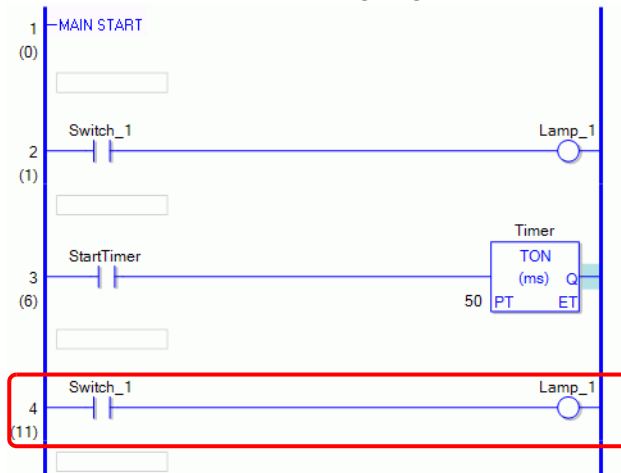 1 MAIN START
(0)
Switch_1 Lamp_1
2
(1)
Timer
StartTimer TON
3 (ms) Q
(6) 50 PT ET
Switch_1 Lamp_1
4
(11)